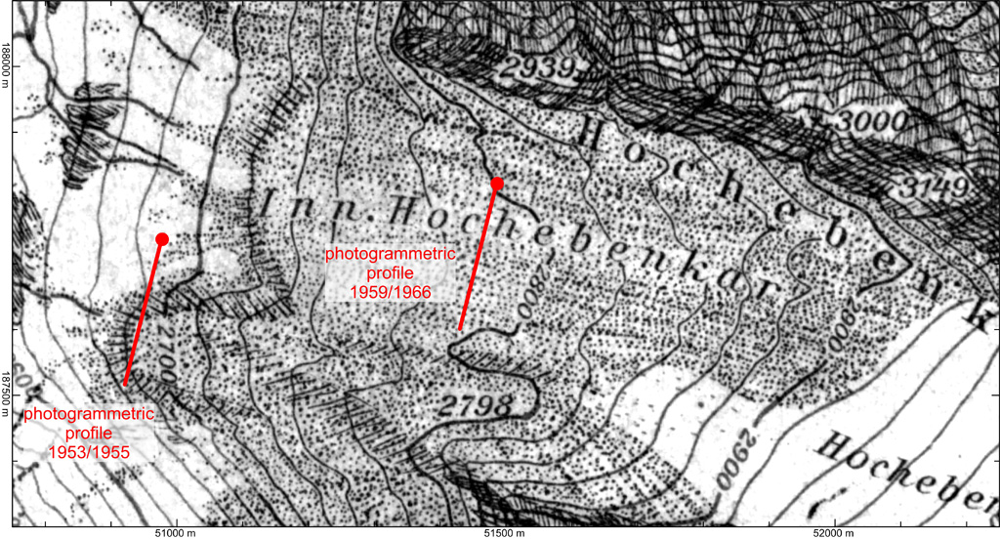 188000 m
2939
3000
3149
Hochebenk
Inn. Hochebenkar
photogrammetric
profile
1959/1966
2800
2900
2700
187500 m
2798
photogrammetric
profile
1953/1955
2900
Hocheben
51000 m
51500 m
52000 m